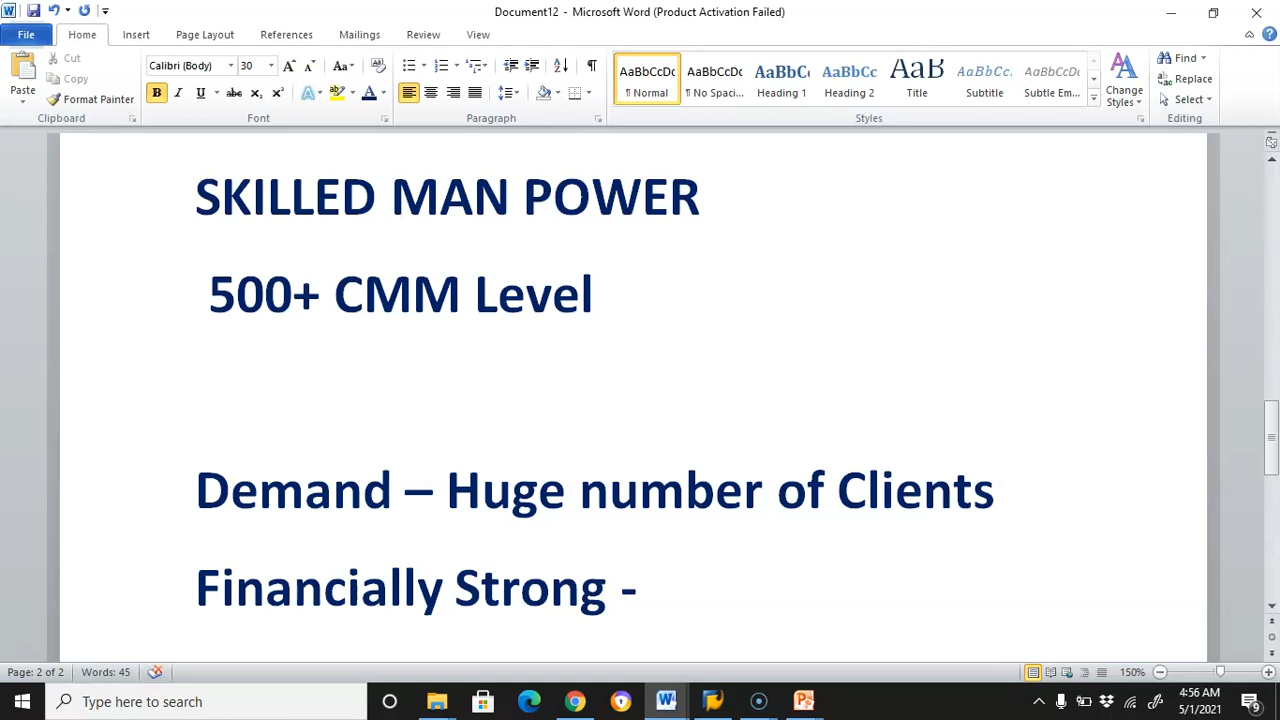 Document12 - Microsoft Word (Product Activation Failed)
File Home Insert Page Layout References Mailings Review View
Paste
Cut
Copy
Format Painter
Clipboard
Calibri (Body) 30
Font
Paragraph
AaBbCcDc AaBbCcDc AaBbC AaBbCc AaB AaBbCc. AaBbCcDc
¶ Normal ¶ No Spaci... Heading 1 Heading 2 Title Subtitle Subtle Em...
Styles
Change
Styles
Find
Replace
Select
Editing
SKILLED MAN POWER
500+ CMM Level
Demand – Huge number of Clients
Financially Strong -
Page: 2 of 2 Words: 45
150%
Type here to search
4:56 AM
5/1/2021
9